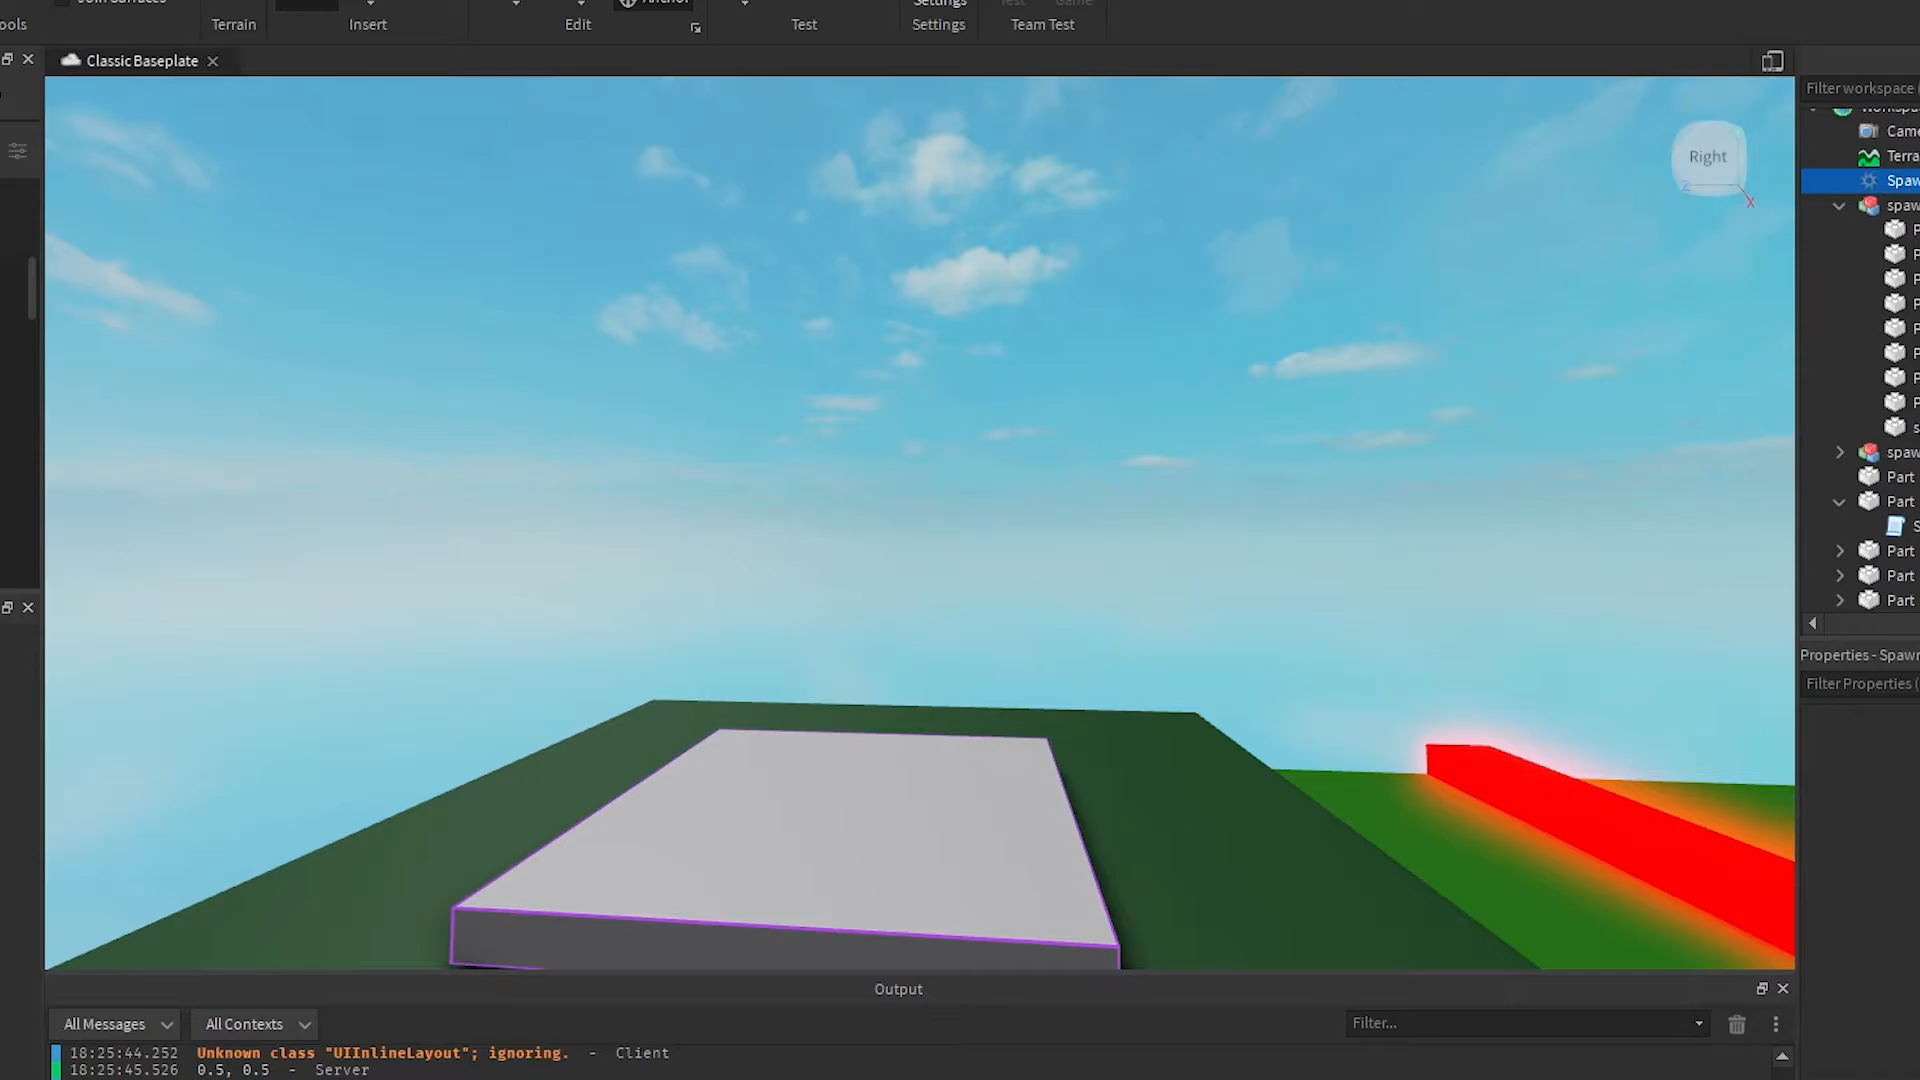 Terrain
Insert
Edit
Test
Settings
Settings
Team Test
Classic Baseplate
Right
Z
X
Filter workspace
Part
Part
Part
Part
Part
Filter Properties (
Output
All Messages
All Contexts
Filter...
18:25:44.252 Unknown class "UIInlineLayout"; ignoring. - Client
18:25:45.526 0.5, 0.5 - Server